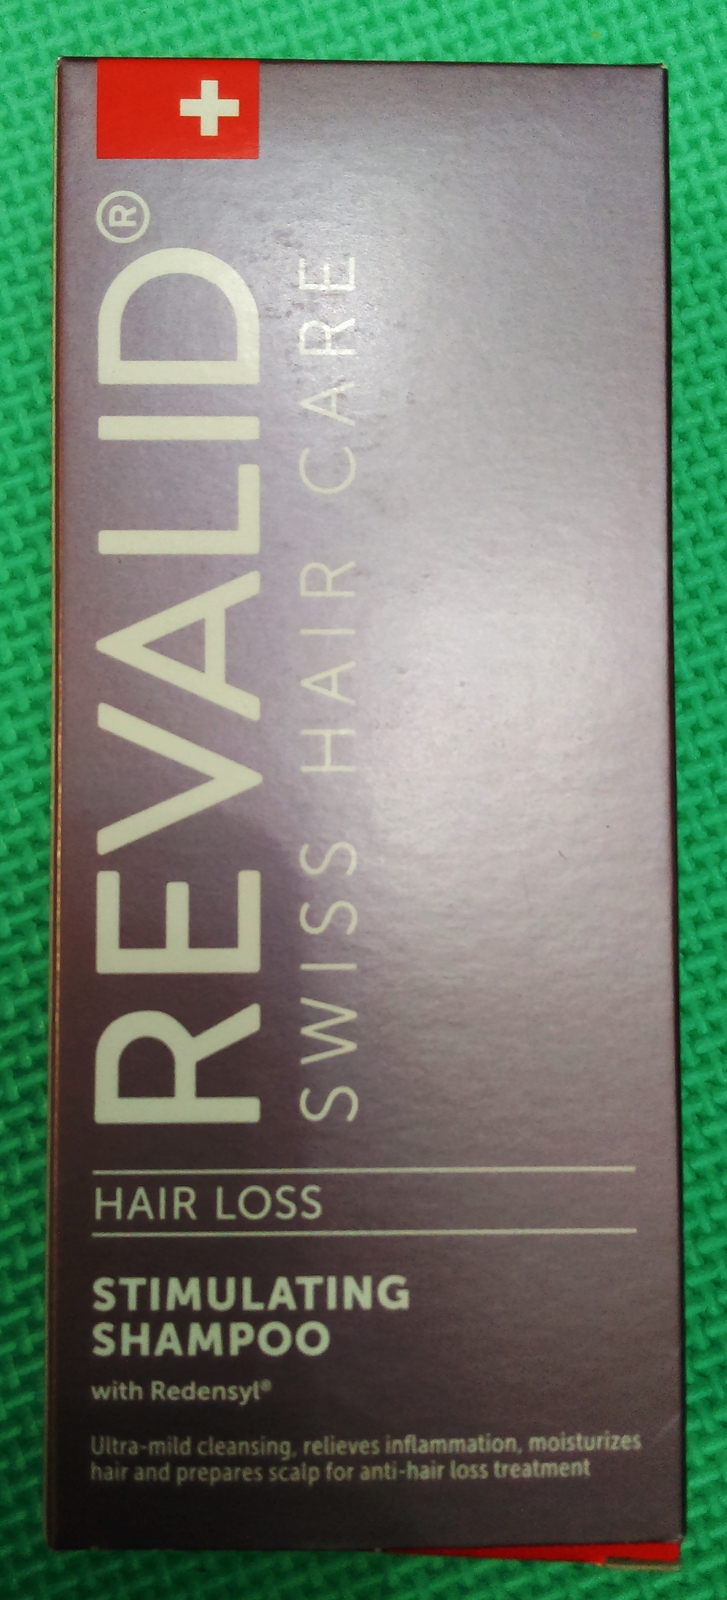 REVALID®
SWISS HAIR CARE
HAIR LOSS
STIMULATING
SHAMPOO
with Redensyl®
Ultra-mild cleansing, relieves inflammation, moisturizes
hair and prepares scalp for anti-hair loss treatment